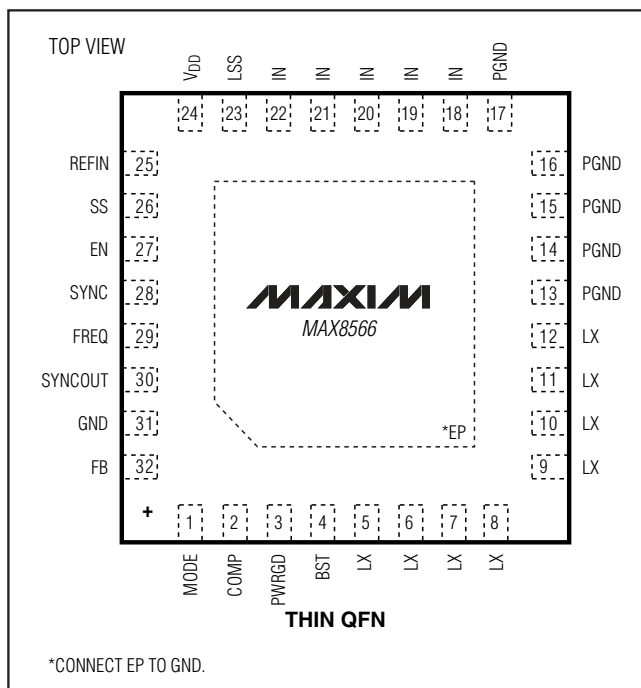 TOP VIEW
VDD
LSS
IN
IN
IN
IN
IN
PGND
24
23
22
21
20
19
18
17
REFIN 25
SS 26
EN 27
SYNC 28
FREQ 29
SYNCOUT 30
GND 31
FB 32
16 PGND
15 PGND
14 PGND
13 PGND
12 LX
11 LX
10 LX
9 LX
MAXIM
MAX8566
*EP
+
1
2
3
4
5
6
7
8
MODE
COMP
PWRGD
BST
LX
LX
LX
LX
THIN QFN
*CONNECT EP TO GND.